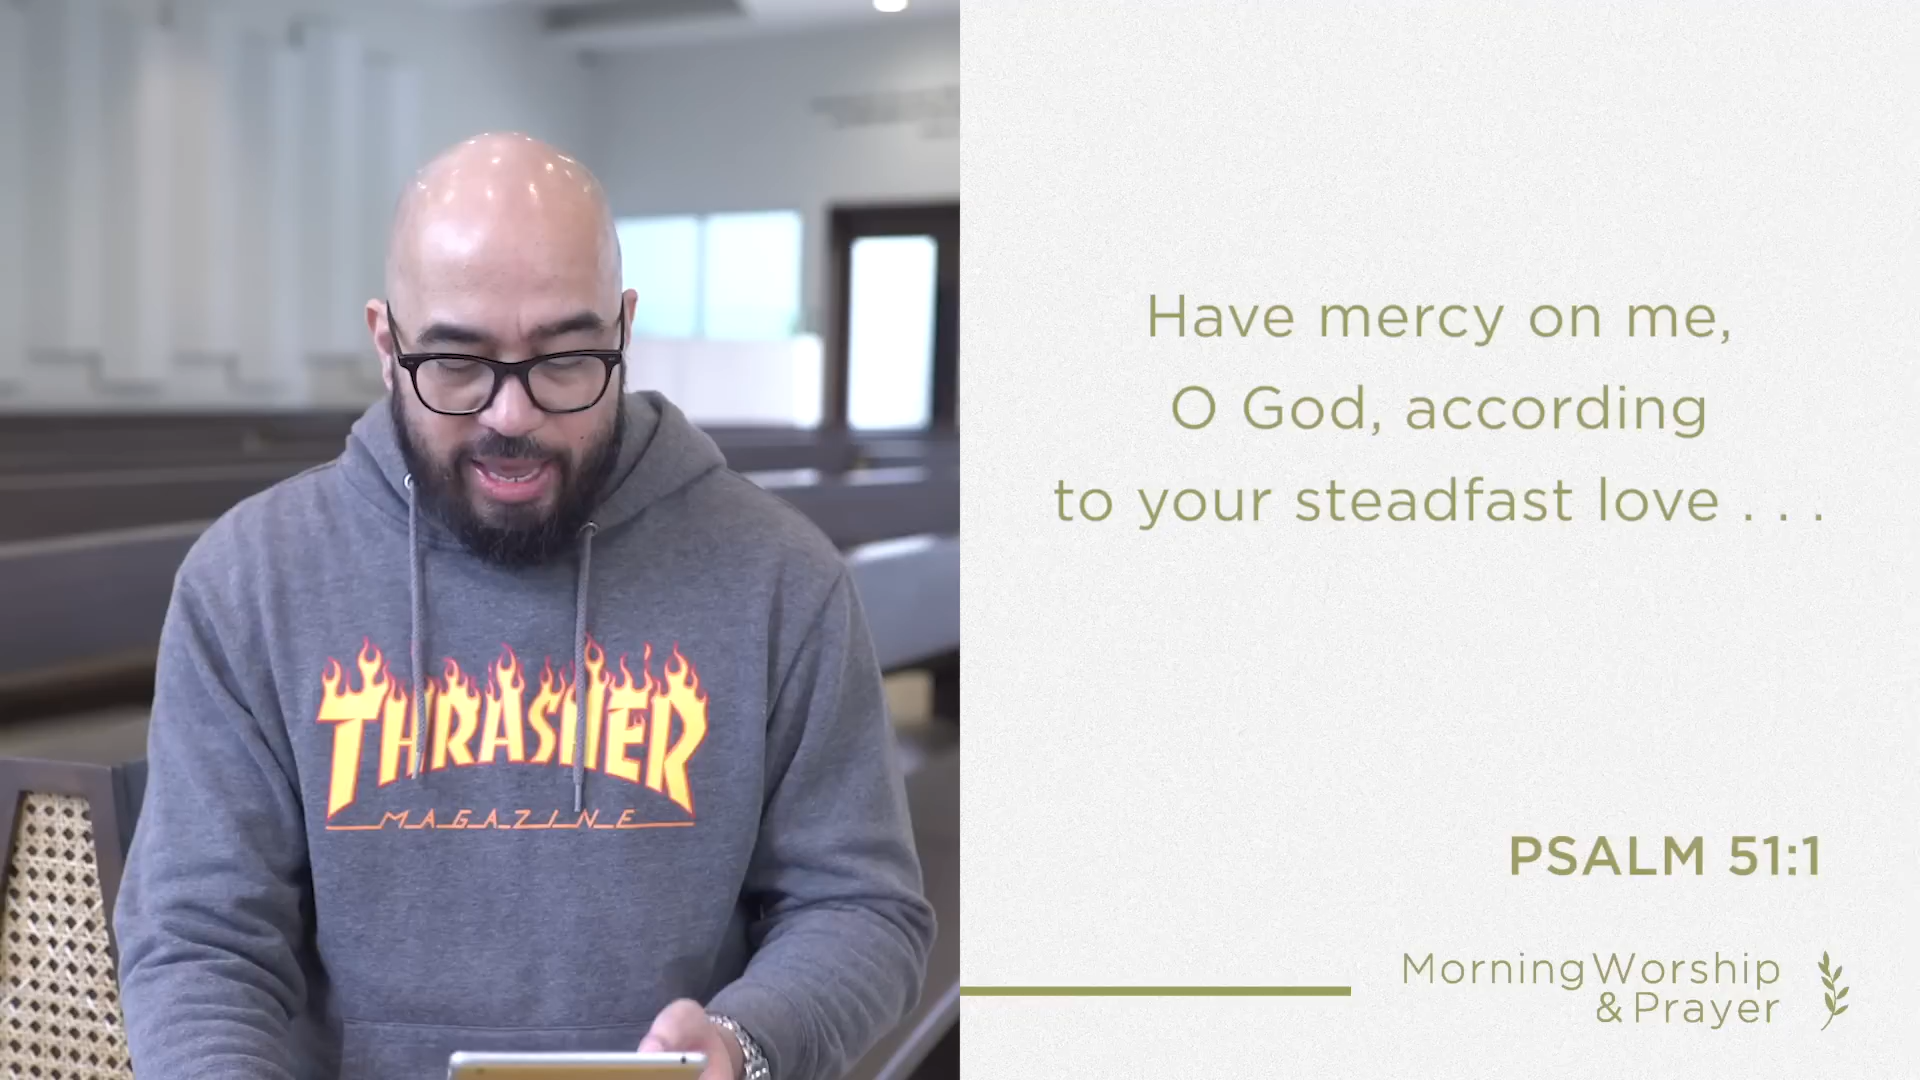 THRASHER
MAGAZINE
Have mercy on me,
O God, according
to your steadfast love . . .
PSALM 51:1
Morning Worship
& Prayer